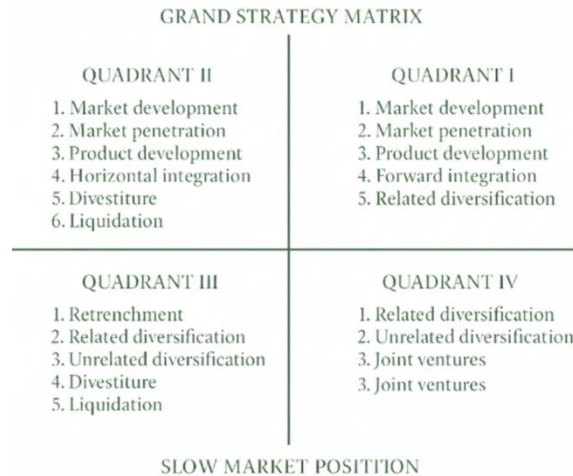 GRAND STRATEGY MATRIX
QUADRANT II
1. Market development
2. Market penetration
3. Product development
4. Horizontal integration
5. Divestiture
6. Liquidation
QUADRANT I
1. Market development
2. Market penetration
3. Product development
4. Forward integration
5. Related diversification
QUADRANT III
1. Retrenchment
2. Related diversification
3. Unrelated diversification
4. Divestiture
5. Liquidation
QUADRANT IV
1. Related diversification
2. Unrelated diversification
3. Joint ventures
3. Joint ventures
SLOW MARKET POSITTION